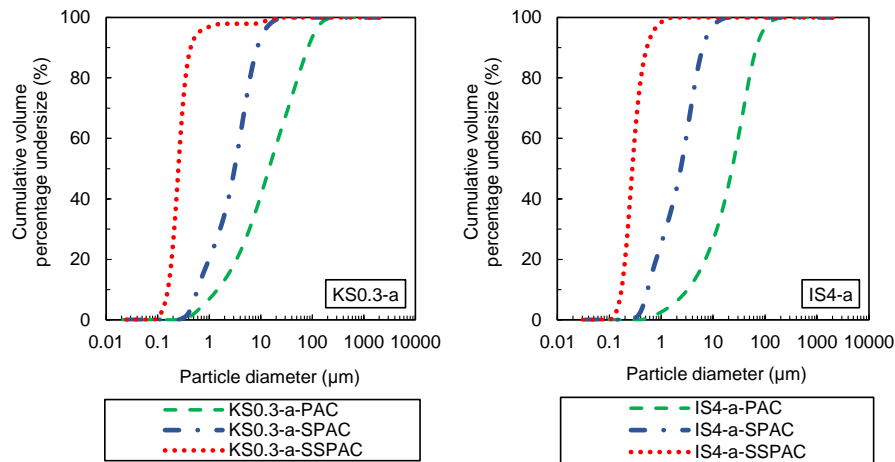 Cumulative volume
percentage undersize (%)
100
80
60
40
20
0
0.01 0.1 1 10 100 1000 10000
Particle diameter (µm)
KS0.3-a
KS0.3-a-PAC
KS0.3-a-SPAC
KS0.3-a-SSPAC
Cumulative volume
percentage undersize (%)
100
80
60
40
20
0
0.01 0.1 1 10 100 1000 10000
Particle diameter (µm)
IS4-a
IS4-a-PAC
IS4-a-SPAC
IS4-a-SSPAC